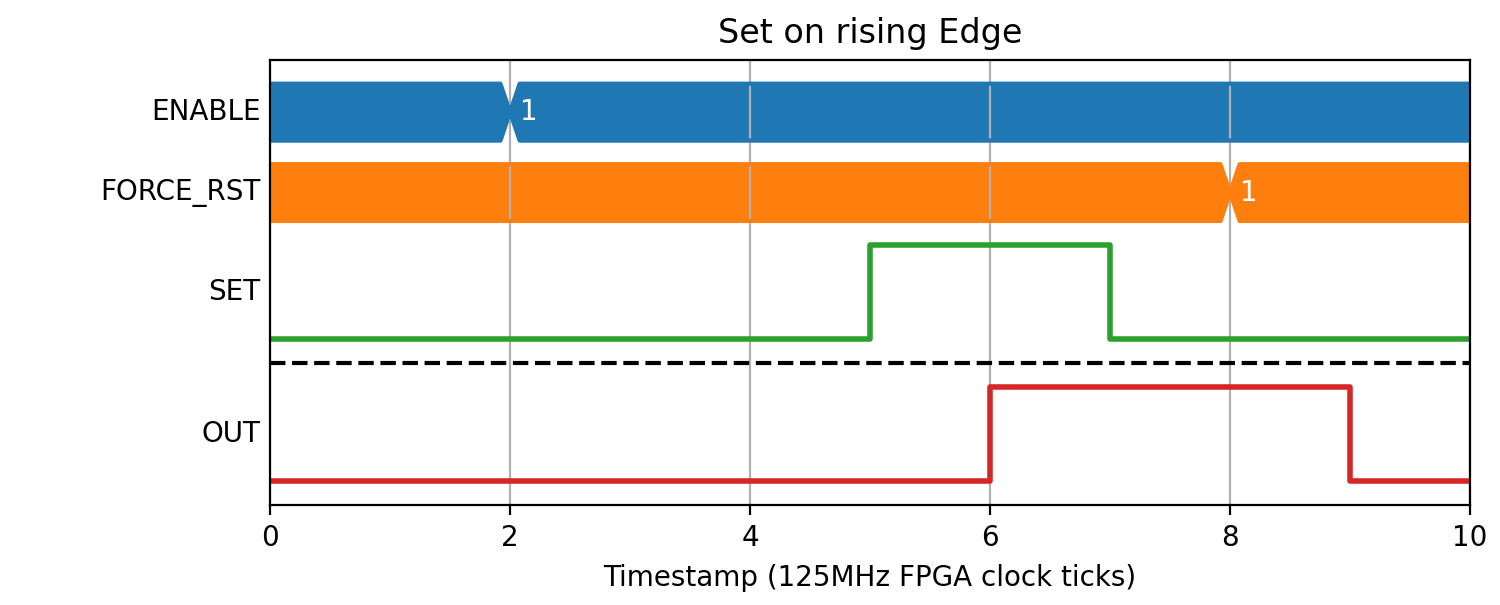 Set on rising Edge
ENABLE 1
FORCE_RST 1
SET
OUT
0 2 4 6 8 10
Timestamp (125MHz FPGA clock ticks)